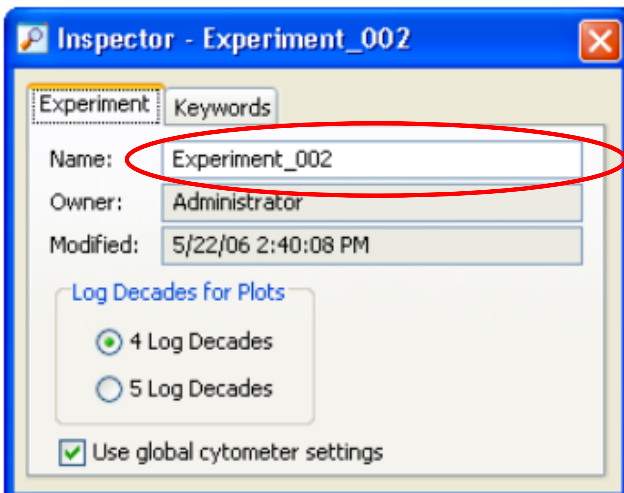 Inspector - Experiment_002
Experiment Keywords
Name: Experiment_002
Owner: Administrator
Modified: 5/22/06 2:40:08 PM
Log Decades for Plots
4 Log Decades
5 Log Decades
Use global cytometer settings